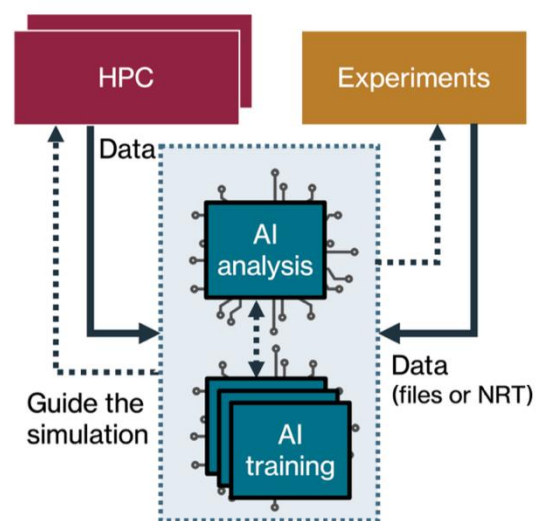 HPC
Experiments
Data
AI
analysis
Data
(files or NRT)
Guide the
simulation
AI
training